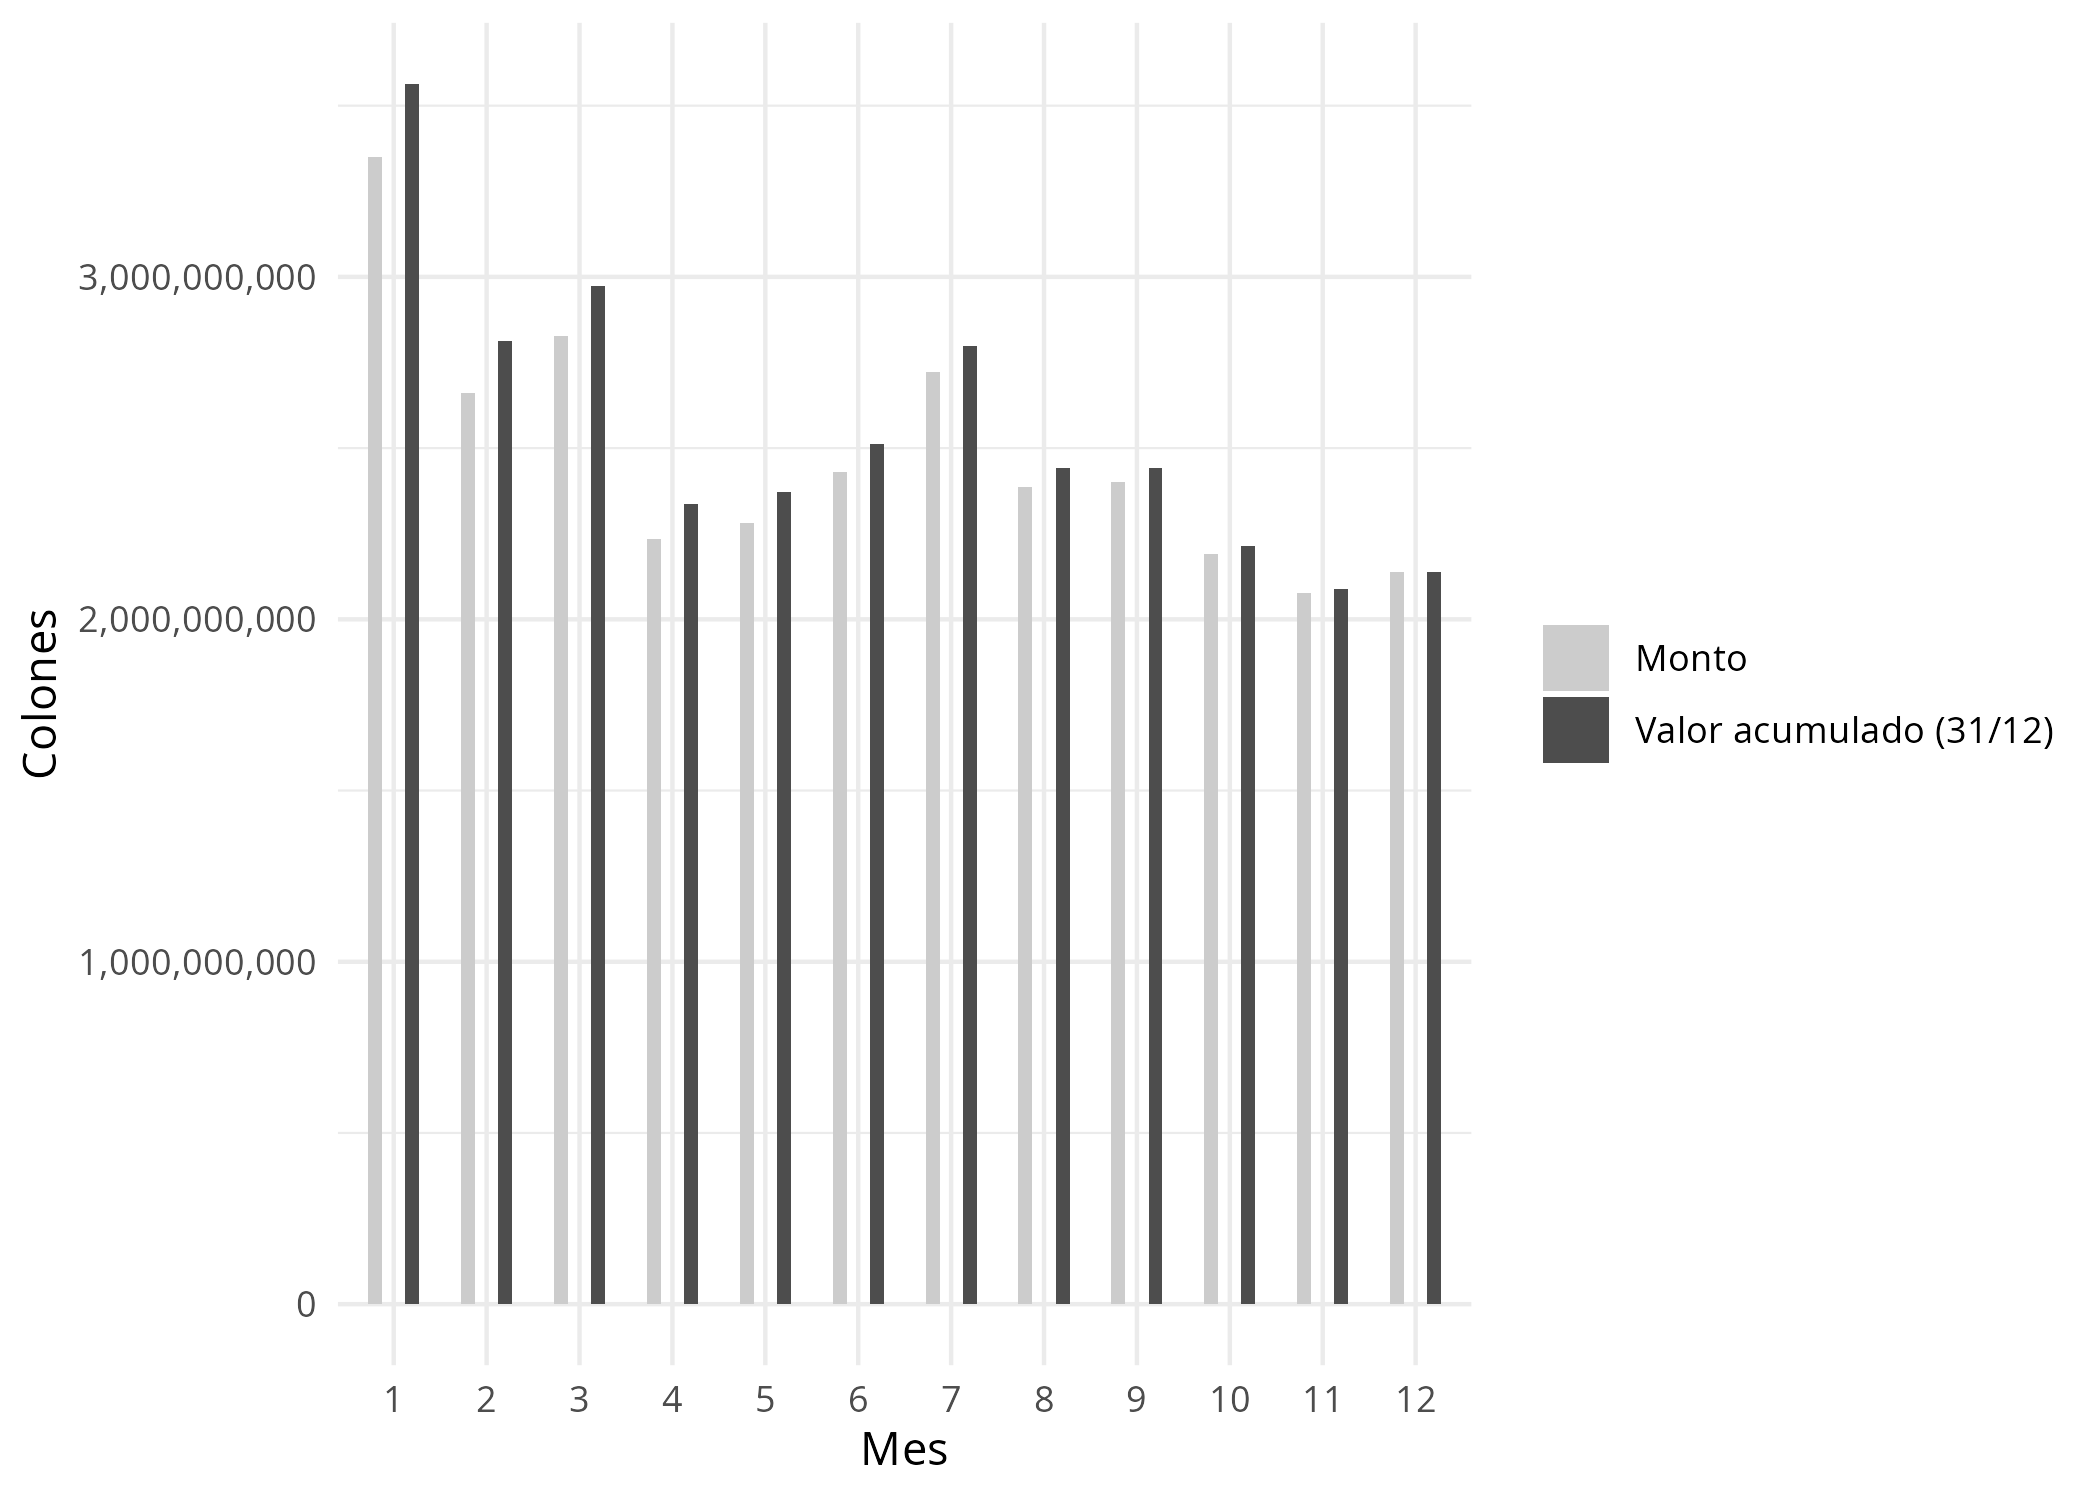 3,000,000,000
2,000,000,000
1,000,000,000
0
Colones
1 2 3 4 5 6 7 8 9 10 11 12
Mes
Monto
Valor acumulado (31/12)